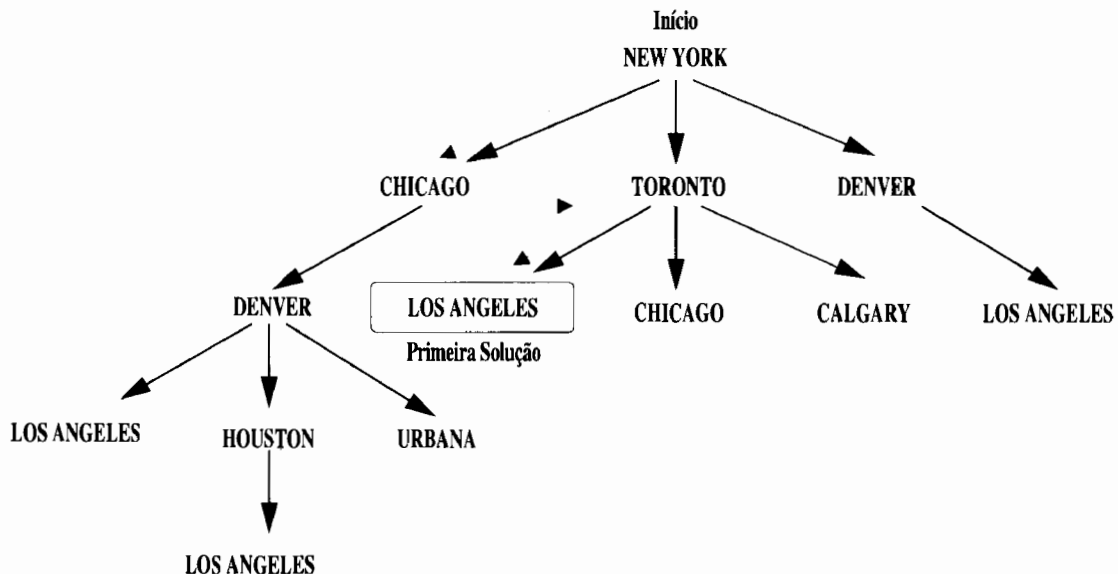 Início
NEW YORK
CHICAGO TORONTO DENVER
DENVER LOS ANGELES CHICAGO CALGARY LOS ANGELES
Primeira Solução
LOS ANGELES HOUSTON URBANA
LOS ANGELES